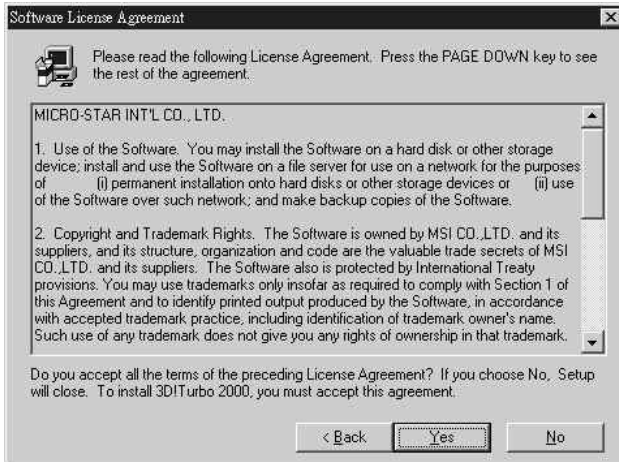 Software License Agreement
Please read the following License Agreement. Press the PAGE DOWN key to see
the rest of the agreement.
MICRO-STAR INT'L CO., LTD.
1. Use of the Software. You may install the Software on a hard disk or other storage
device; install and use the Software on a file server for use on a network for the purposes
of (i) permanent installation onto hard disks or other storage devices or (ii) use
of the Software over such network; and make backup copies of the Software.
2. Copyright and Trademark Rights. The Software is owned by MSI CO.,LTD. and its
suppliers, and its structure, organization and code are the valuable trade secrets of MSI
CO.,LTD. and its suppliers. The Software also is protected by International Treaty
provisions. You may use trademarks only insofar as required to comply with Section 1 of
this Agreement and to identify printed output produced by the Software, in accordance
with accepted trademark practice, including identification of trademark owner's name.
Such use of any trademark does not give you any rights of ownership in that trademark.
Do you accept all the terms of the preceding License Agreement? If you choose No, Setup
will close. To install 3D!Turbo 2000, you must accept this agreement.
< Back Yes No